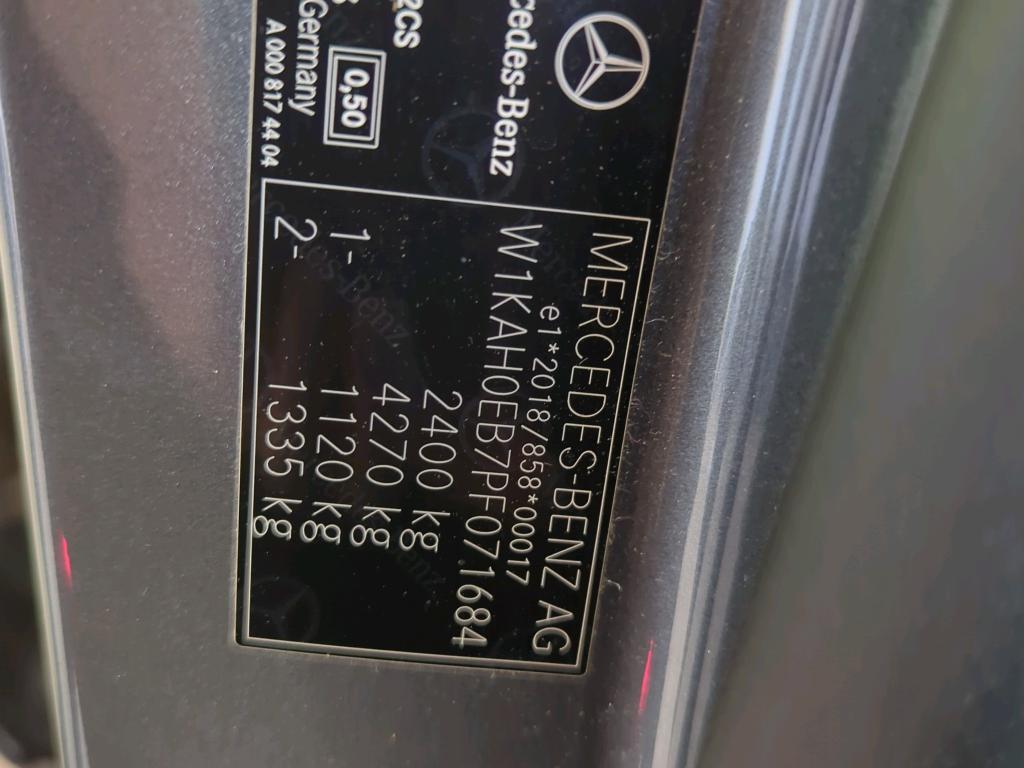 cedes-Benz
2CS
0,50
Germany
A 000 817 44 04
MERCEDES-BENZ AG
e1*2018/858*00017
W1KAH0EB7PF071684
2400 kg
4270 kg
1- 1120 kg
2- 1335 kg